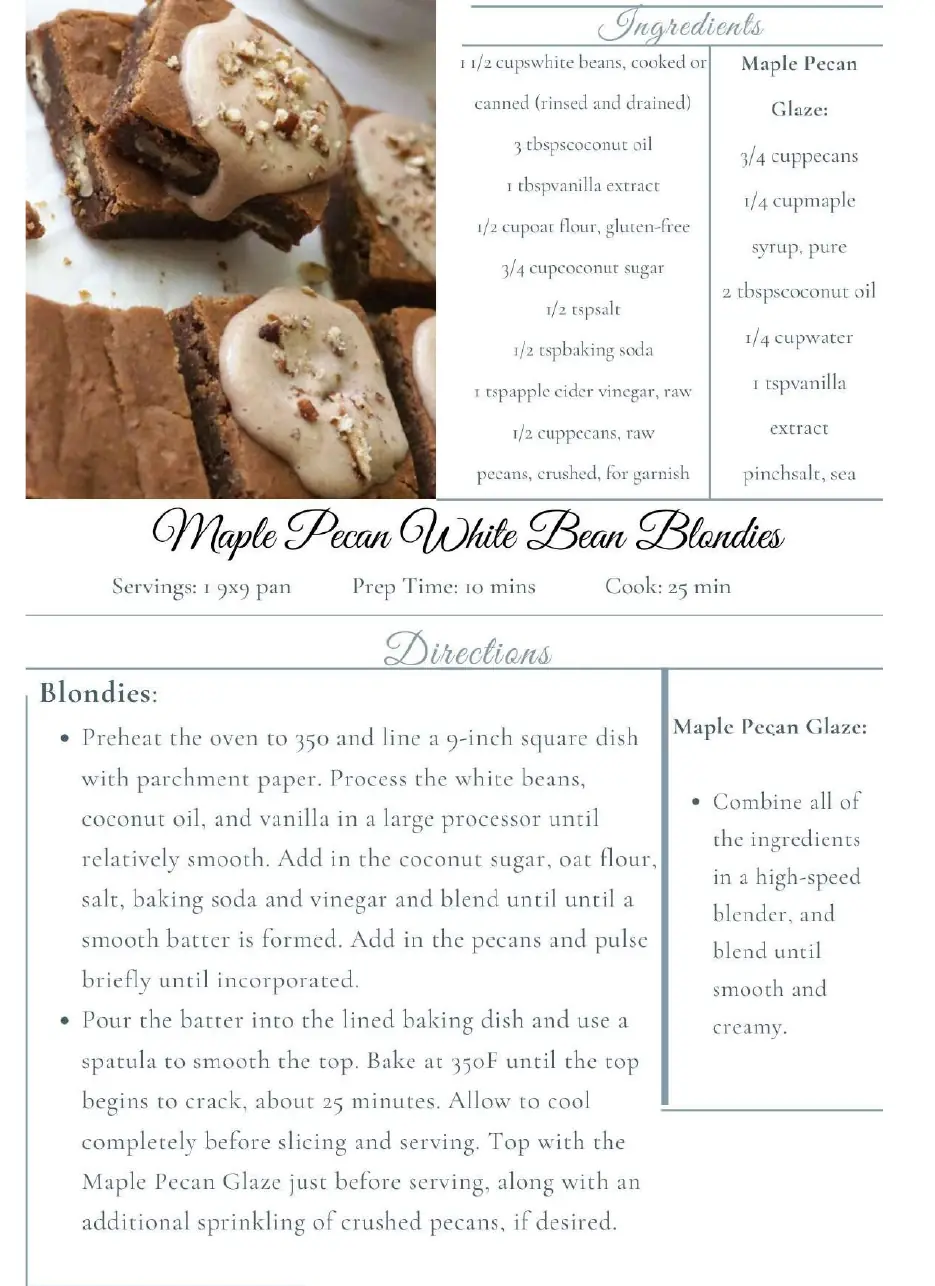 Ingredients
1 1/2 cupswhite beans, cooked or
canned (rinsed and drained)
3 tbspscoconut oil
1 tbspvanilla extract
1/2 cupoat flour, gluten-free
3/4 cupcoconut sugar
1/2 tspsalt
1/2 tspbaking soda
1 tspapple cider vinegar, raw
1/2 cuppecans, raw
pecans, crushed, for garnish
Maple Pecan
Glaze:
3/4 cuppecans
1/4 cupmaple
syrup, pure
2 tbspscoconut oil
1/4 cupwater
1 tspvanilla
extract
pinchsalt, sea
Maple Pecan White Bean Blondies
Servings: 1 9x9 pan Prep Time: 10 mins Cook: 25 min
Directions
Blondies:
• Preheat the oven to 350 and line a 9-inch square dish
with parchment paper. Process the white beans,
coconut oil, and vanilla in a large processor until
relatively smooth. Add in the coconut sugar, oat flour,
salt, baking soda and vinegar and blend until until a
smooth batter is formed. Add in the pecans and pulse
briefly until incorporated.
• Pour the batter into the lined baking dish and use a
spatula to smooth the top. Bake at 350F until the top
begins to crack, about 25 minutes. Allow to cool
completely before slicing and serving. Top with the
Maple Pecan Glaze just before serving, along with an
additional sprinkling of crushed pecans, if desired.
Maple Pecan Glaze:
• Combine all of
the ingredients
in a high-speed
blender, and
blend until
smooth and
creamy.